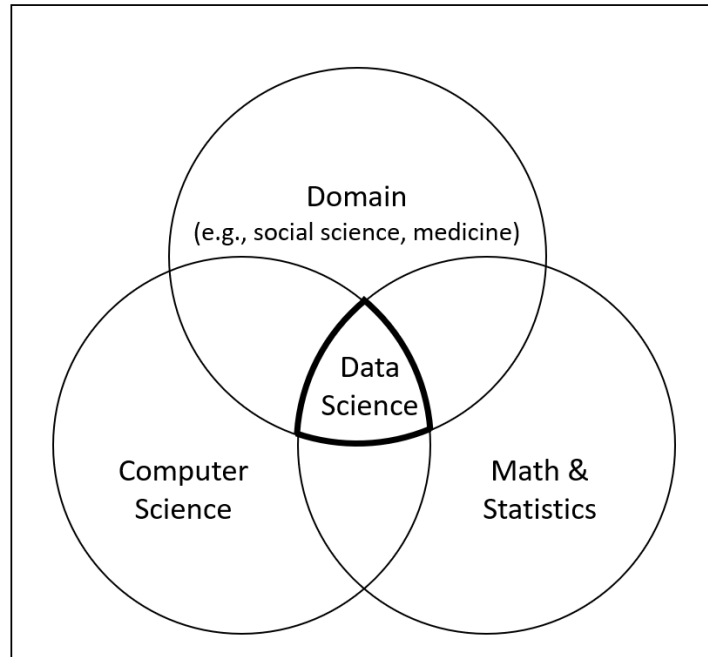 Domain
(e.g., social science, medicine)
Data
Science
Computer
Science
Math &
Statistics